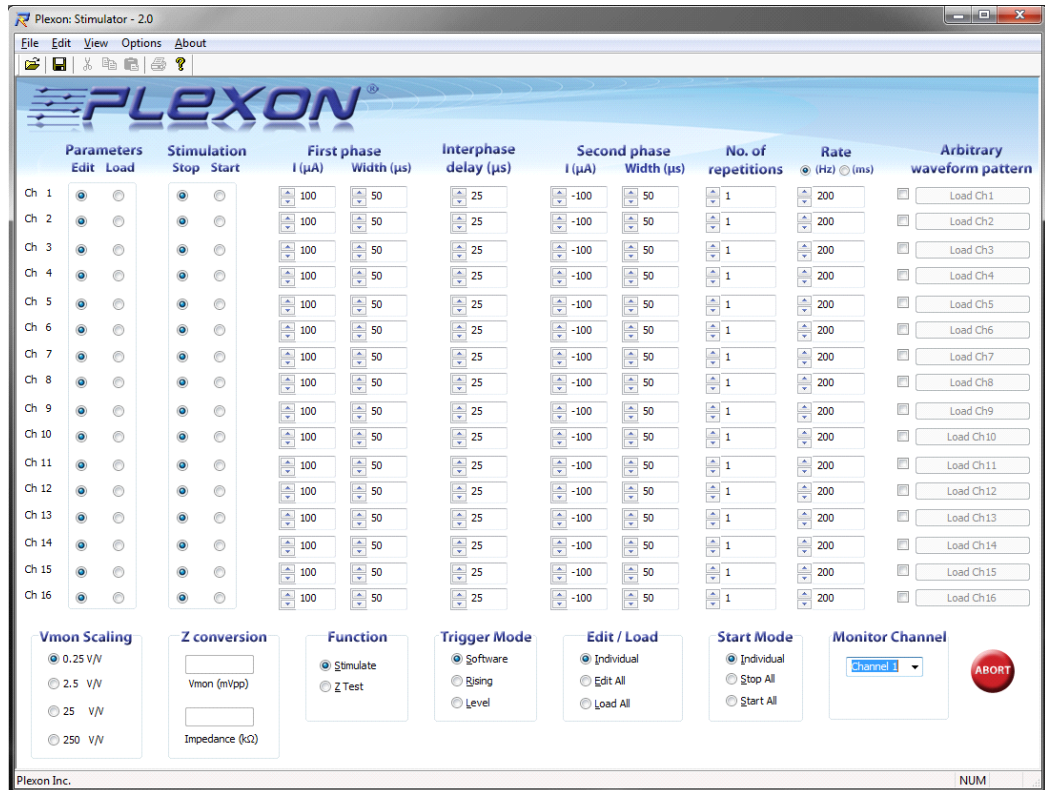 Plexon: Stimulator - 2.0
File Edit View Options About
PLEXON®
Parameters Stimulation First phase Interphase Second phase No. of Rate Arbitrary
Edit Load Stop Start I (µA) Width (µs) delay (µs) I (µA) Width (µs) repetitions (Hz) (ms) waveform pattern
Ch 1 100 50 25 -100 50 1 200 Load Ch1
Ch 2 100 50 25 -100 50 1 200 Load Ch2
Ch 3 100 50 25 -100 50 1 200 Load Ch3
Ch 4 100 50 25 -100 50 1 200 Load Ch4
Ch 5 100 50 25 -100 50 1 200 Load Ch5
Ch 6 100 50 25 -100 50 1 200 Load Ch6
Ch 7 100 50 25 -100 50 1 200 Load Ch7
Ch 8 100 50 25 -100 50 1 200 Load Ch8
Ch 9 100 50 25 -100 50 1 200 Load Ch9
Ch 10 100 50 25 -100 50 1 200 Load Ch10
Ch 11 100 50 25 -100 50 1 200 Load Ch11
Ch 12 100 50 25 -100 50 1 200 Load Ch12
Ch 13 100 50 25 -100 50 1 200 Load Ch13
Ch 14 100 50 25 -100 50 1 200 Load Ch14
Ch 15 100 50 25 -100 50 1 200 Load Ch15
Ch 16 100 50 25 -100 50 1 200 Load Ch16
Vmon Scaling Z conversion Function Trigger Mode Edit / Load Start Mode Monitor Channel
0.25 V/V Stimulate Software Individual Individual Channel 1 ABORT
2.5 V/V Vmon (mVpp) Z Test Rising Edit All Stop All
25 V/V Level Load All Start All
250 V/V Impedance (kΩ)
Plexon Inc. NUM